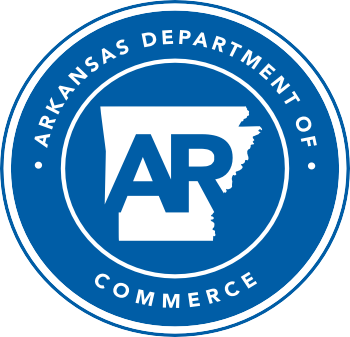 • ARKANSAS DEPARTMENT OF •
AR
COMMERCE